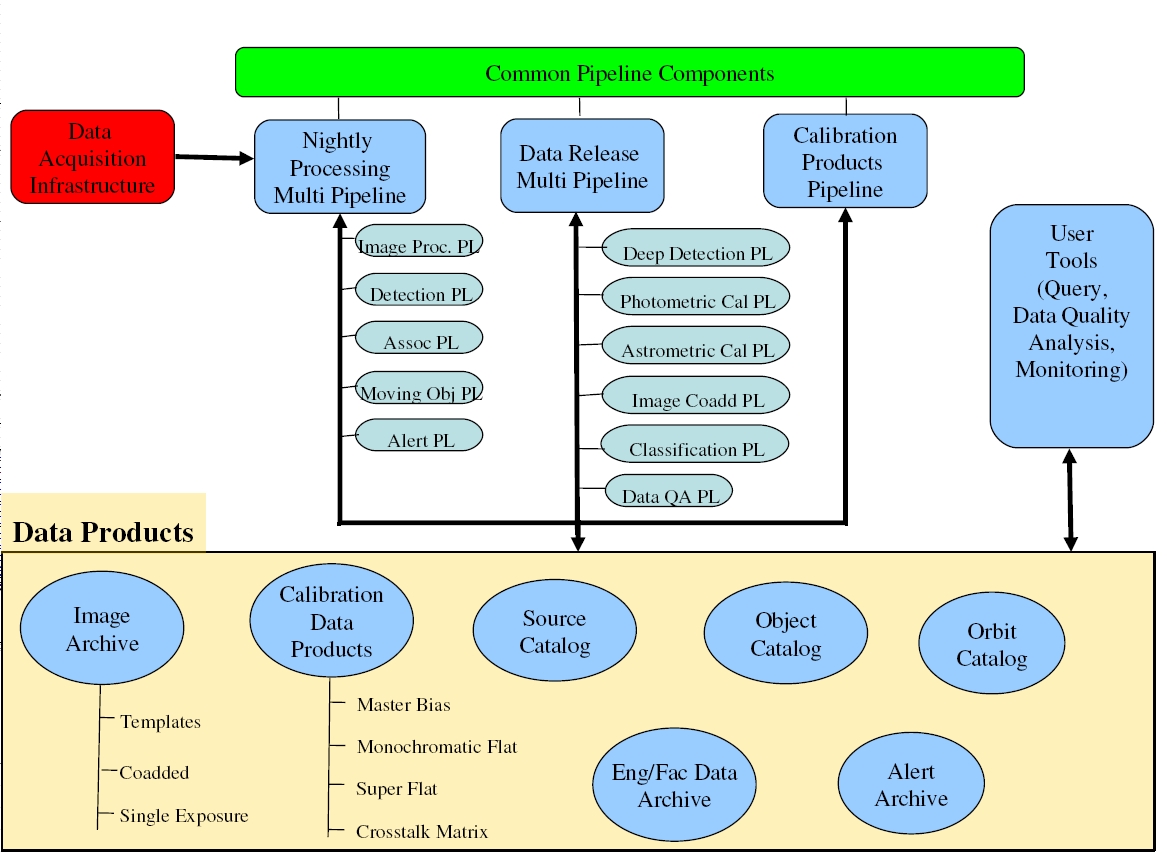 Common Pipeline Components
Data
Acquisition
Infrastructure
Nightly
Processing
Multi Pipeline
Data Release
Multi Pipeline
Calibration
Products
Pipeline
Image Proc. PL
Detection PL
Assoc PL
Moving Obj PL
Alert PL
Deep Detection PL
Photometric Cal PL
Astrometric Cal PL
Image Coadd PL
Classification PL
Data QA PL
User
Tools
(Query,
Data Quality
Analysis,
Monitoring)
Data Products
Image
Archive
Templates
Coadded
Single Exposure
Calibration
Data
Products
Master Bias
Monochromatic Flat
Super Flat
Crosstalk Matrix
Source
Catalog
Object
Catalog
Orbit
Catalog
Eng/Fac Data
Archive
Alert
Archive